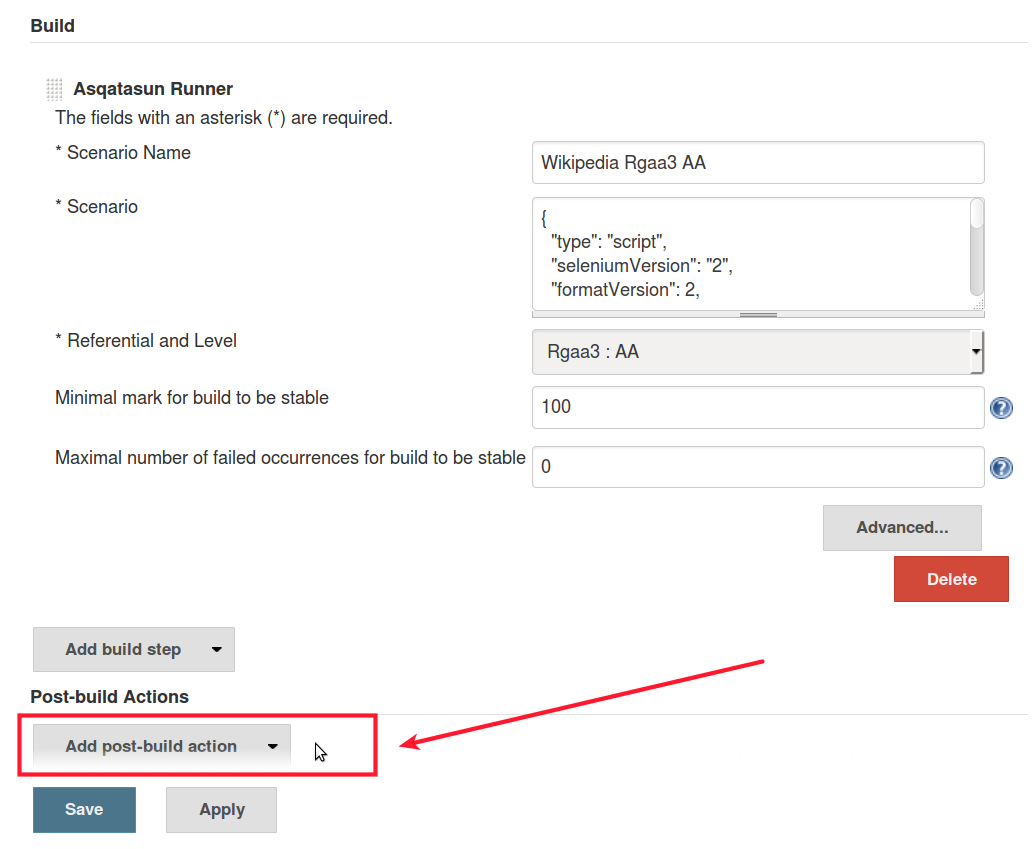 Build
Asqatasun Runner
The fields with an asterisk (*) are required.
* Scenario Name
Wikipedia Rgaa3 AA
* Scenario
{
"type": "script",
"seleniumVersion": "2",
"formatVersion": 2,
* Referential and Level
Rgaa3 : AA
Minimal mark for build to be stable
100
?
Maximal number of failed occurrences for build to be stable
0
?
Advanced...
Delete
Add build step
Post-build Actions
Add post-build action
Save
Apply